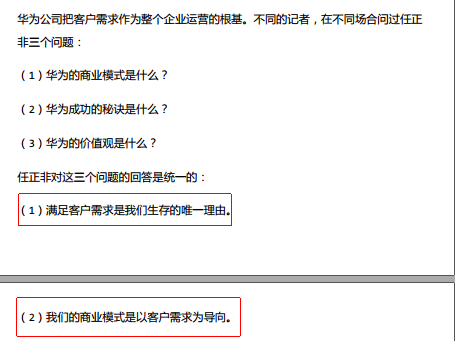 华为公司把客户需求作为整个企业运营的根基。不同的记者，在不同场合问过任正
非三个问题：
（1）华为的商业模式是什么？
（2）华为成功的秘诀是什么？
（3）华为的价值观是什么？
任正非对这三个问题的回答是统一的：
（1）满足客户需求是我们生存的唯一理由。
（2）我们的商业模式是以客户需求为导向。